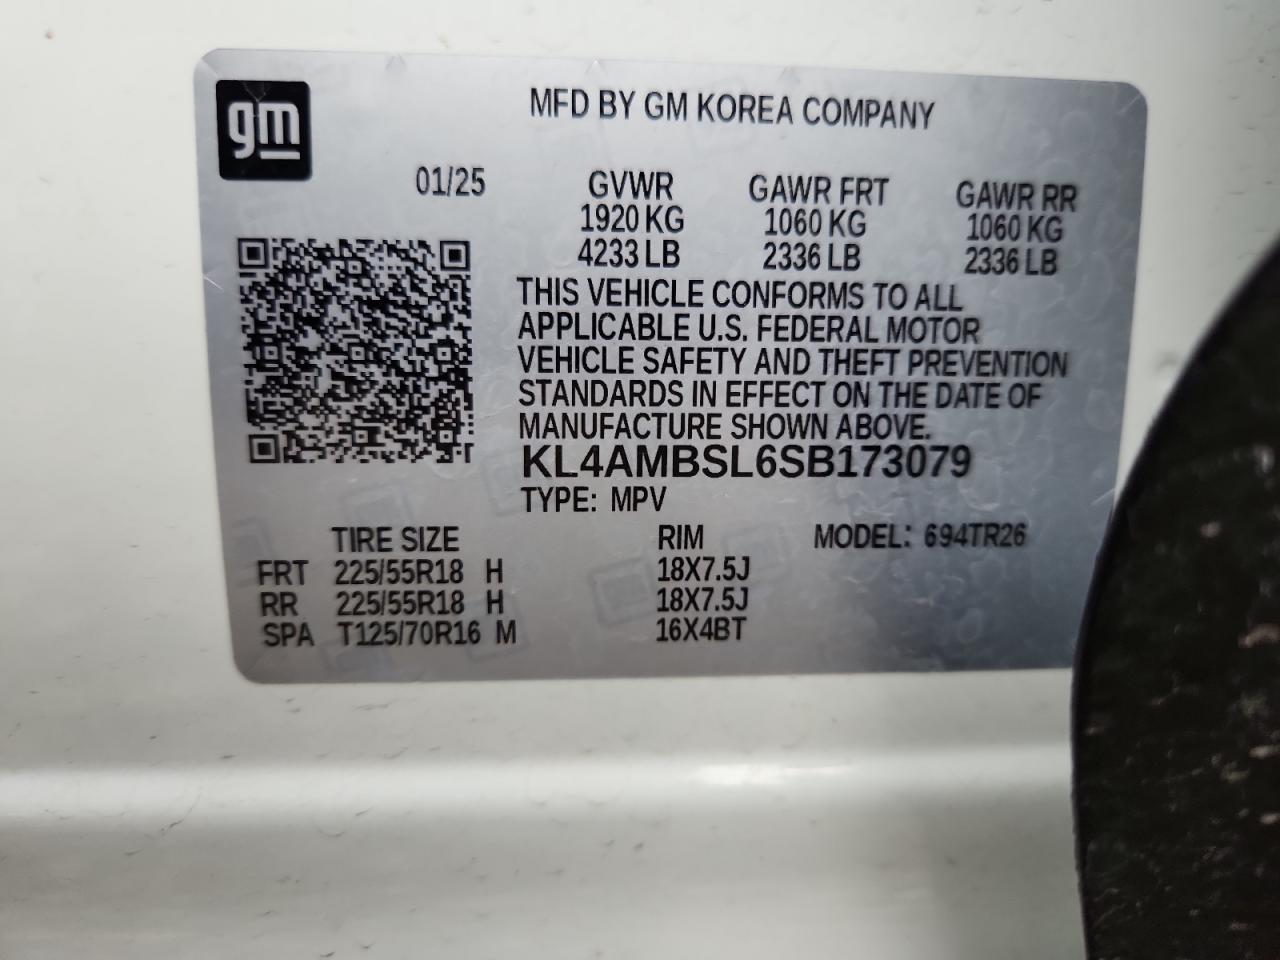 gm
MFD BY GM KOREA COMPANY
01/25 GVWR GAWR FRT GAWR RR
1920 KG 1060 KG 1060 KG
4233 LB 2336 LB 2336 LB
THIS VEHICLE CONFORMS TO ALL
APPLICABLE U.S. FEDERAL MOTOR
VEHICLE SAFETY AND THEFT PREVENTION
STANDARDS IN EFFECT ON THE DATE OF
MANUFACTURE SHOWN ABOVE.
KL4AMBSL6SB173079
TYPE: MPV
TIRE SIZE RIM MODEL: 694TR26
FRT 225/55R18 H 18X7.5J
RR 225/55R18 H 18X7.5J
SPA T125/70R16 M 16X4BT